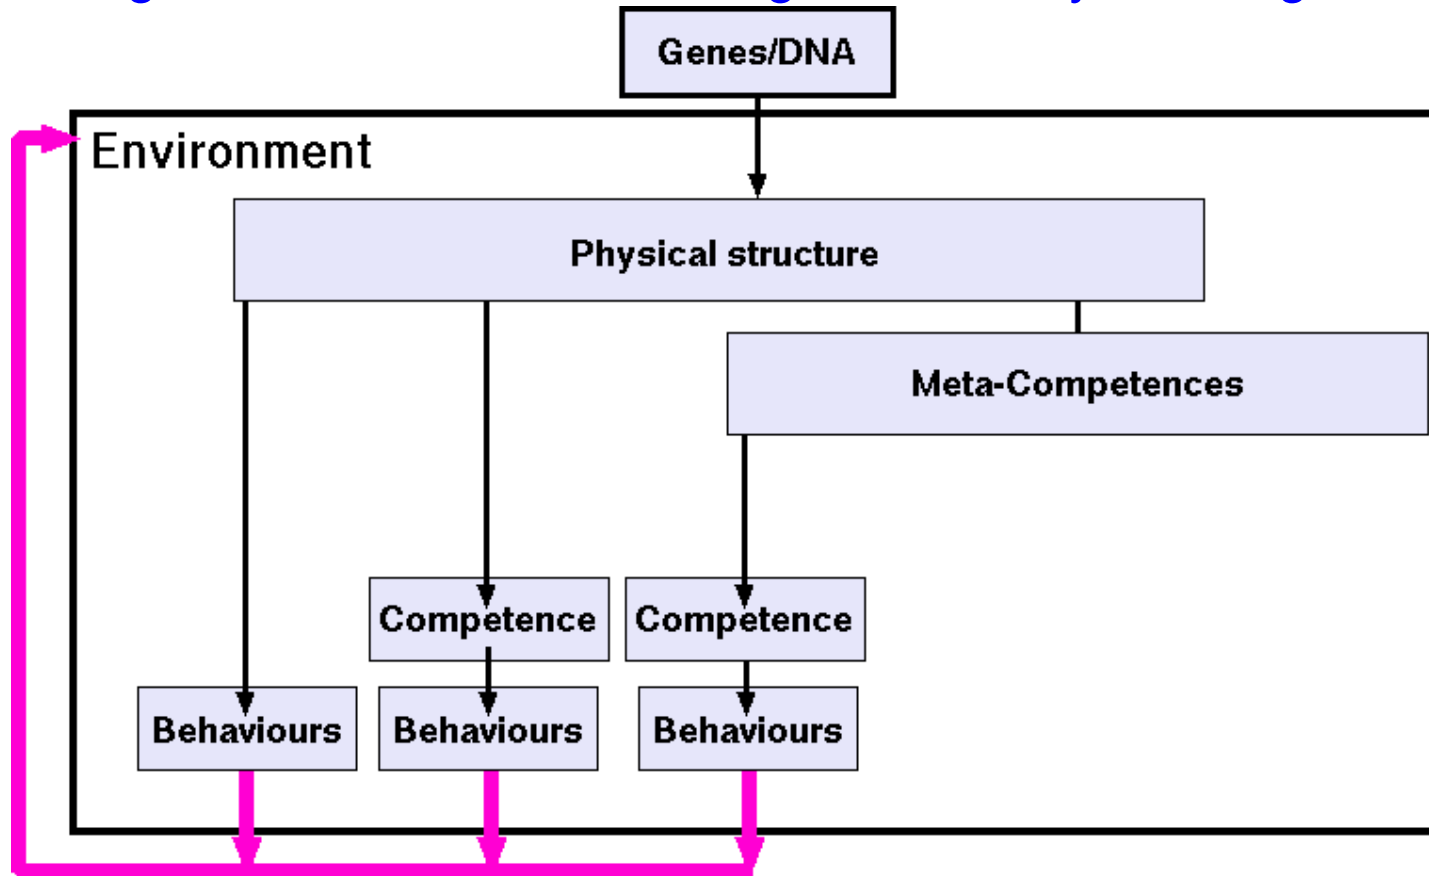 Genes/DNA
Environment
Physical structure
Meta-Competences
Competence Competence
Behaviours Behaviours Behaviours